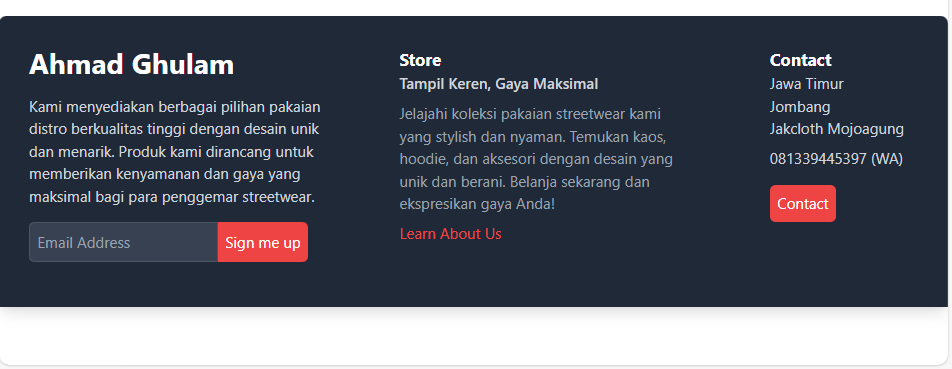 Ahmad Ghulam
Kami menyediakan berbagai pilihan pakaian
distro berkualitas tinggi dengan desain unik
dan menarik. Produk kami dirancang untuk
memberikan kenyamanan dan gaya yang
maksimal bagi para penggemar streetwear.
Email Address
Sign me up
Store
Tampil Keren, Gaya Maksimal
Jelajahi koleksi pakaian streetwear kami
yang stylish dan nyaman. Temukan kaos,
hoodie, dan aksesori dengan desain yang
unik dan berani. Belanja sekarang dan
ekspresikan gaya Anda!
Learn About Us
Contact
Jawa Timur
Jombang
Jakcloth Mojoagung
081339445397 (WA)
Contact